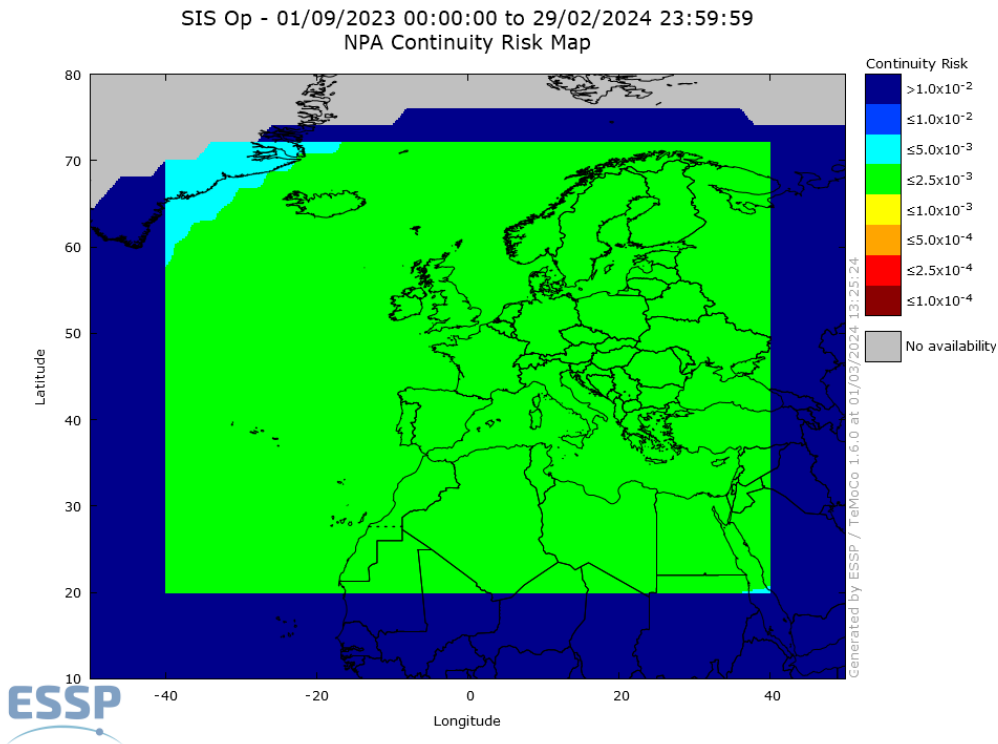 SIS Op - 01/09/2023 00:00:00 to 29/02/2024 23:59:59
NPA Continuity Risk Map
Continuity Risk
>1.0x10⁻²
≤1.0x10⁻²
≤5.0x10⁻³
≤2.5x10⁻³
≤1.0x10⁻³
≤5.0x10⁻⁴
≤2.5x10⁻⁴
≤1.0x10⁻⁴
No availability
80
70
60
50
40
30
20
10
Latitude
-40
-20
0
20
40
Longitude
Generated by ESSP / TeMoCo 1.6.0 at 01/03/2024 13:25:24
ESSP